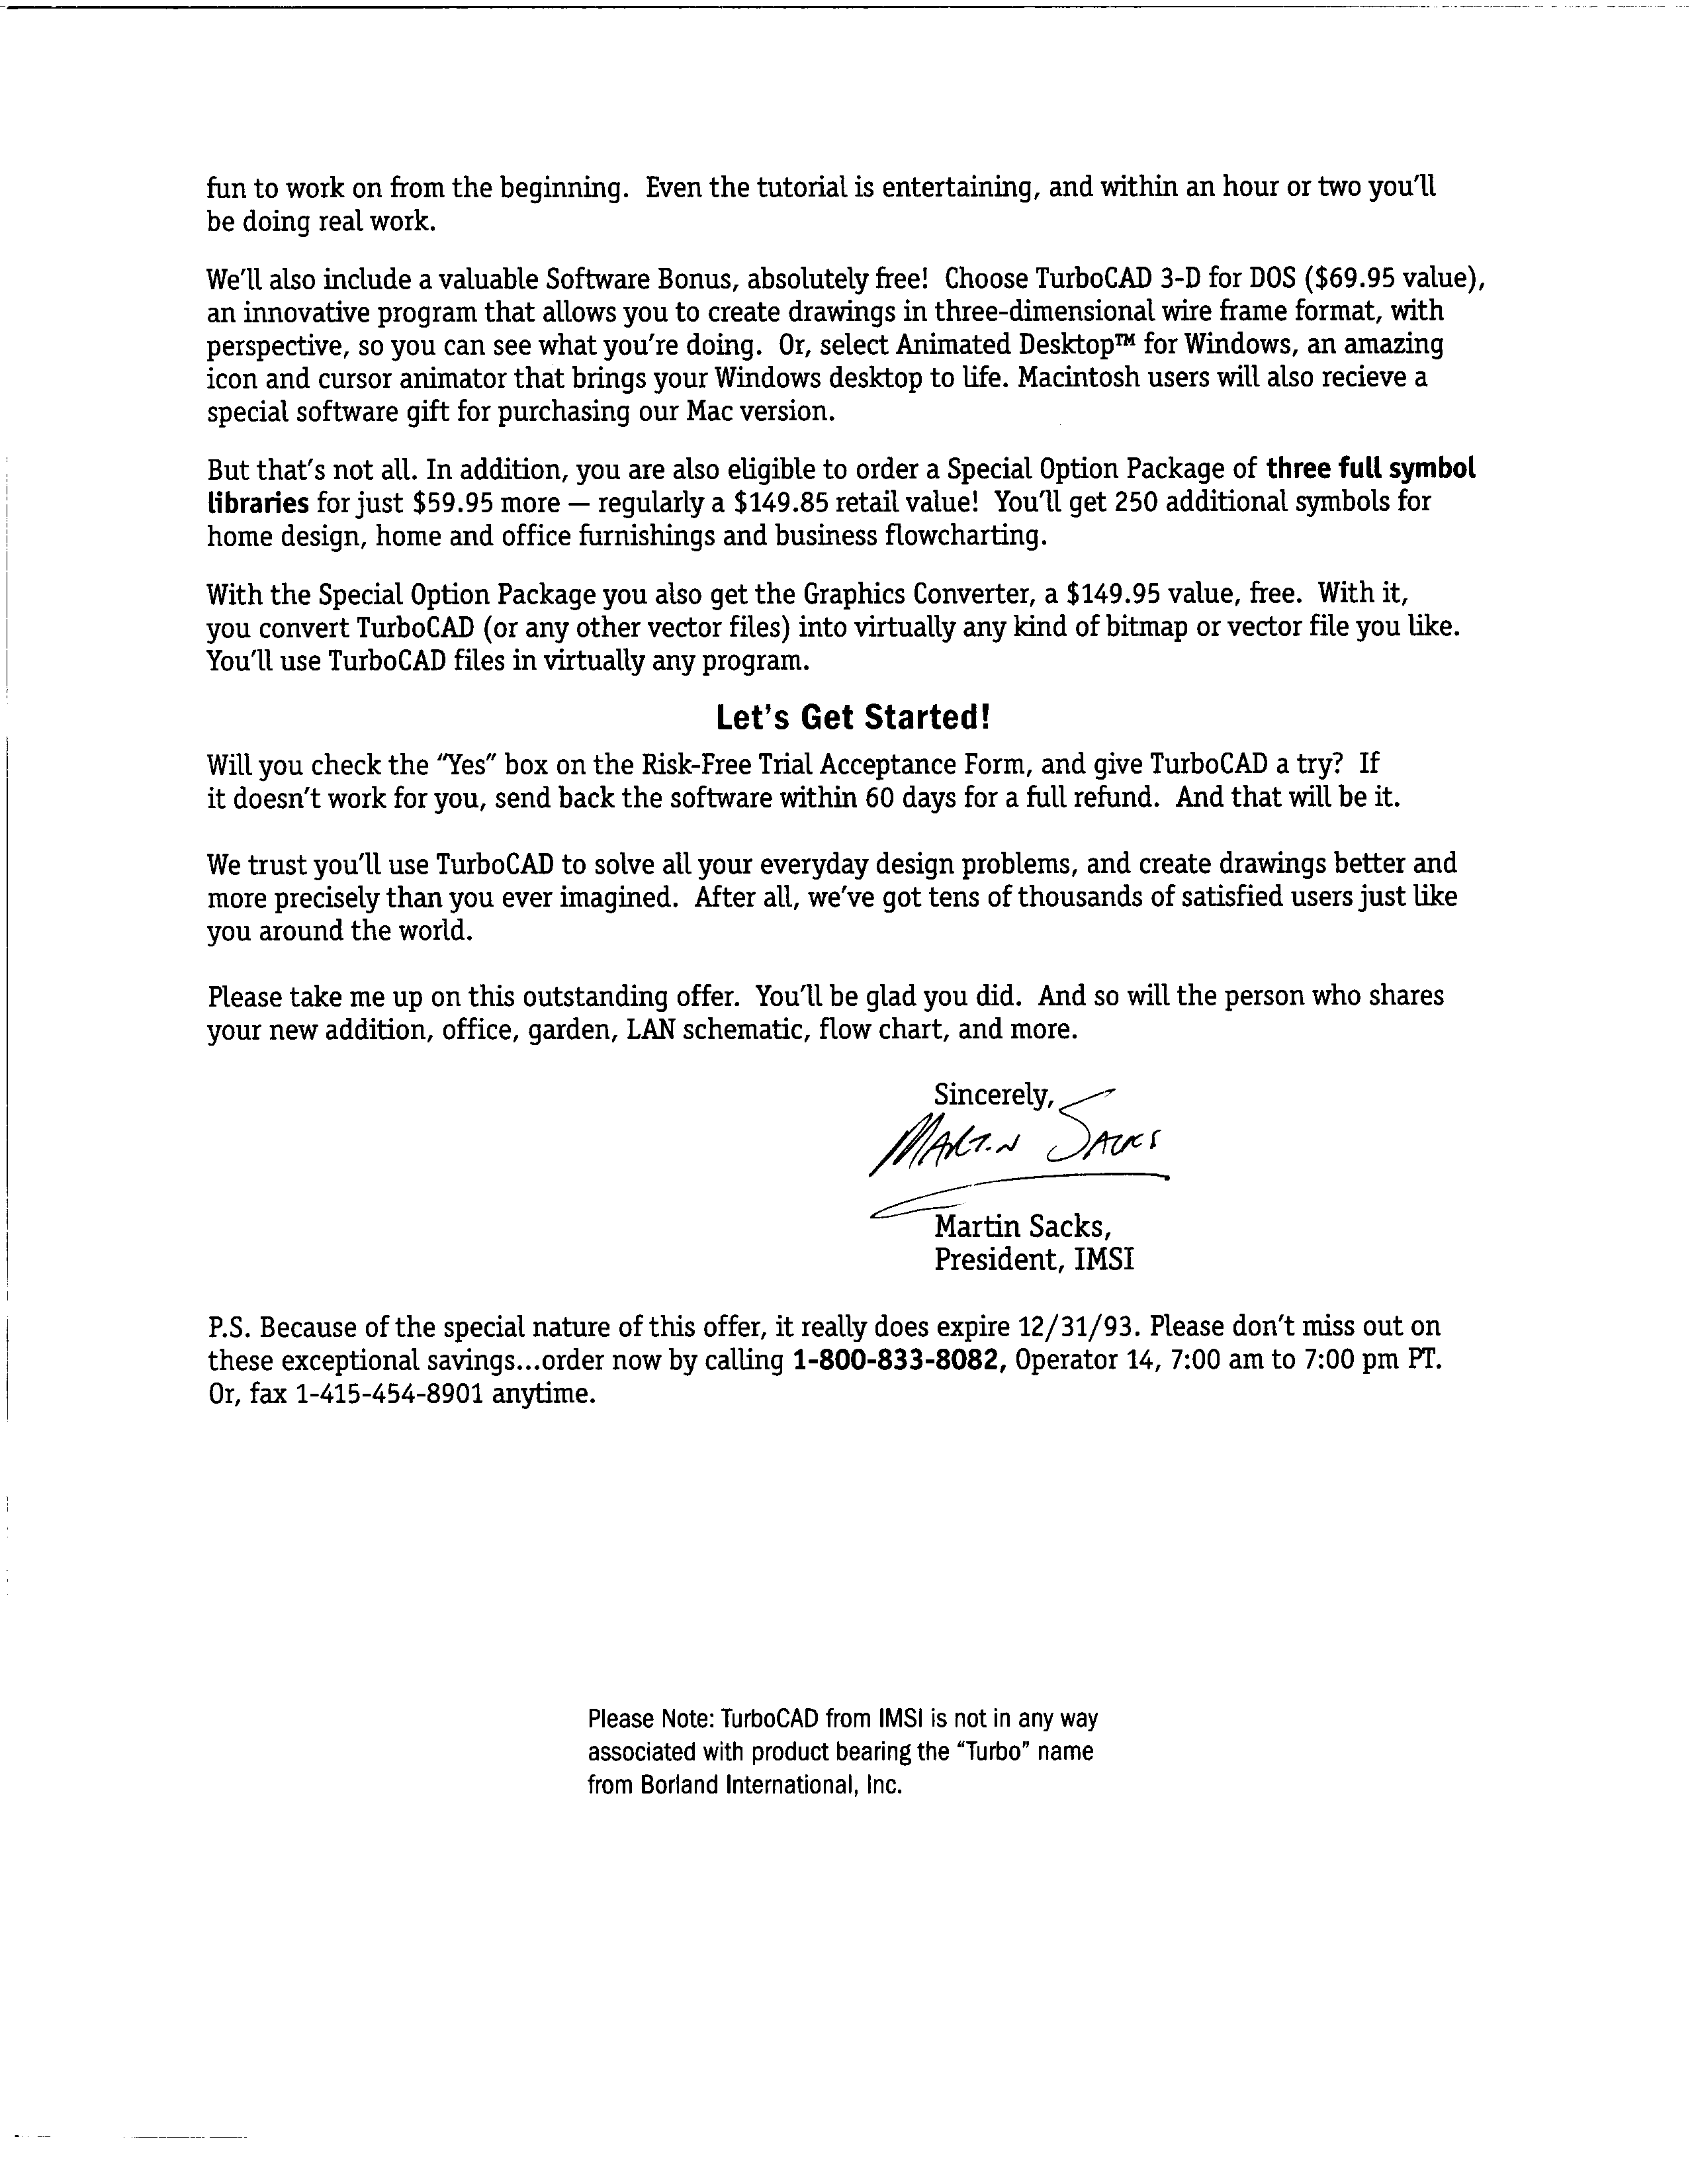 fun to work on from the beginning.  Even the tutorial is entertaining, and within an hour or two you'll
be doing real work.
We'll also include a valuable Software Bonus, absolutely free!  Choose TurboCAD 3-D for DOS ($69.95 value),
an innovative program that allows you to create drawings in three-dimensional wire frame format, with
perspective, so you can see what you're doing.  Or, select Animated Desktop™ for Windows, an amazing
icon and cursor animator that brings your Windows desktop to life. Macintosh users will also recieve a
special software gift for purchasing our Mac version.
But that's not all. In addition, you are also eligible to order a Special Option Package of three full symbol
libraries for just $59.95 more — regularly a $149.85 retail value!  You'll get 250 additional symbols for
home design, home and office furnishings and business flowcharting.
With the Special Option Package you also get the Graphics Converter, a $149.95 value, free.  With it,
you convert TurboCAD (or any other vector files) into virtually any kind of bitmap or vector file you like.
You'll use TurboCAD files in virtually any program.
Let's Get Started!
Will you check the "Yes" box on the Risk-Free Trial Acceptance Form, and give TurboCAD a try?  If
it doesn't work for you, send back the software within 60 days for a full refund.  And that will be it.
We trust you'll use TurboCAD to solve all your everyday design problems, and create drawings better and
more precisely than you ever imagined.  After all, we've got tens of thousands of satisfied users just like
you around the world.
Please take me up on this outstanding offer.  You'll be glad you did.  And so will the person who shares
your new addition, office, garden, LAN schematic, flow chart, and more.
Sincerely,
Martin Sacks
Martin Sacks,
President, IMSI
P.S. Because of the special nature of this offer, it really does expire 12/31/93. Please don't miss out on
these exceptional savings...order now by calling 1-800-833-8082, Operator 14, 7:00 am to 7:00 pm PT.
Or, fax 1-415-454-8901 anytime.
Please Note: TurboCAD from IMSI is not in any way
associated with product bearing the "Turbo" name
from Borland International, Inc.